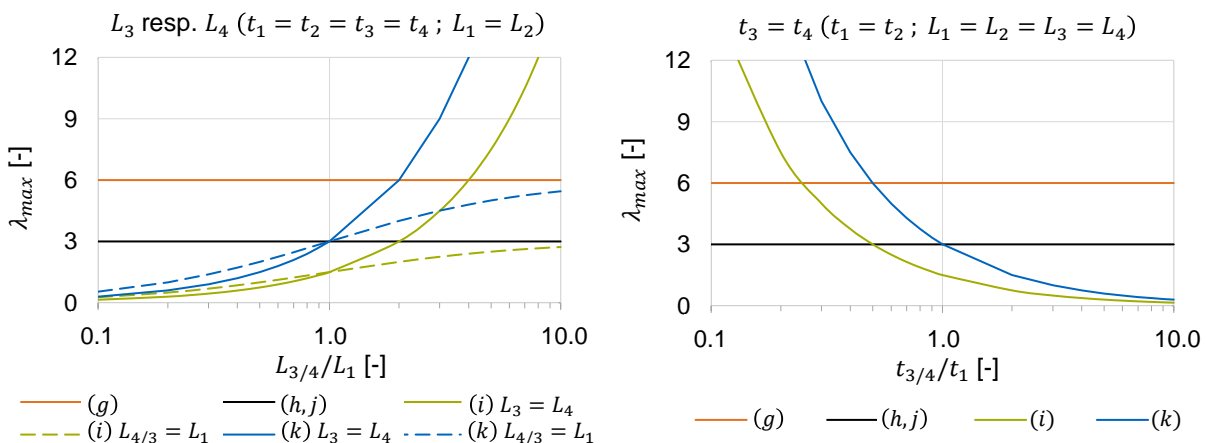 L₃ resp. L₄ (t₁ = t₂ = t₃ = t₄ ; L₁ = L₂)
12
9
6
3
0
λₘₐₓ [-]
0.1 1.0 10.0
L₃/₄/L₁ [-]
(g) (h, j) (i) L₃ = L₄
(i) L₄/₃ = L₁ (k) L₃ = L₄ (k) L₄/₃ = L₁
t₃ = t₄ (t₁ = t₂ ; L₁ = L₂ = L₃ = L₄)
12
9
6
3
0
λₘₐₓ [-]
0.1 1.0 10.0
t₃/₄/t₁ [-]
(g) (h, j) (i) (k)